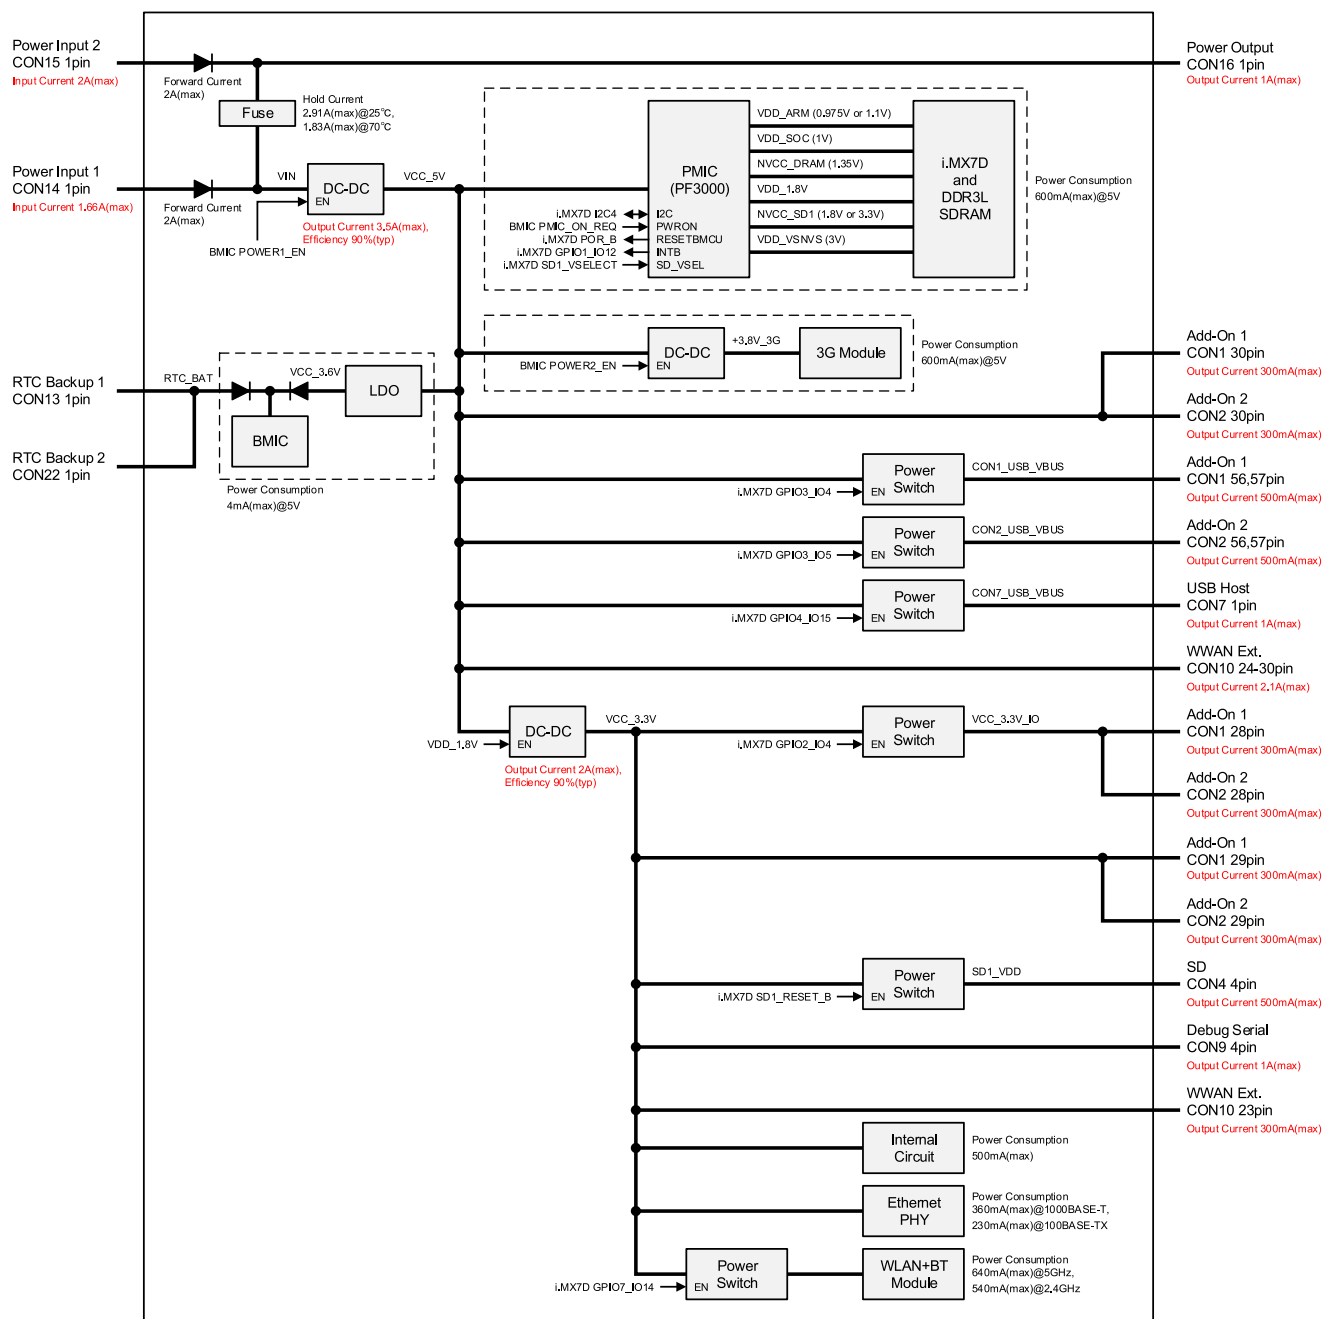 Power Input 2
CON15 1pin
Input Current 2A(max)
Forward Current
2A(max)
Fuse
Hold Current
2.91A(max)@25°C,
1.83A(max)@70°C
Power Output
CON16 1pin
Output Current 1A(max)
Power Input 1
CON14 1pin
Input Current 1.66A(max)
Forward Current
2A(max)
VIN
DC-DC
EN
VCC_5V
Output Current 3.5A(max),
Efficiency 90%(typ)
BMIC POWER1_EN
PMIC
(PF3000)
i.MX7D I2C4
I2C
BMIC PMIC_ON_REQ
PWRON
i.MX7D POR_B
RESETBMCU
i.MX7D GPIO1_IO12
INTB
i.MX7D SD1_VSELECT
SD_VSEL
VDD_ARM (0.975V or 1.1V)
VDD_SOC (1V)
NVCC_DRAM (1.35V)
VDD_1.8V
NVCC_SD1 (1.8V or 3.3V)
VDD_VSNVS (3V)
i.MX7D
and
DDR3L
SDRAM
Power Consumption
600mA(max)@5V
DC-DC
EN
BMIC POWER2_EN
+3.8V_3G
3G Module
Power Consumption
600mA(max)@5V
Add-On 1
CON1 30pin
Output Current 300mA(max)
Add-On 2
CON2 30pin
Output Current 300mA(max)
RTC Backup 1
CON13 1pin
RTC Backup 2
CON22 1pin
RTC_BAT
VCC_3.6V
LDO
BMIC
Power Consumption
4mA(max)@5V
i.MX7D GPIO3_IO4
EN
Power
Switch
CON1_USB_VBUS
Add-On 1
CON1 56,57pin
Output Current 500mA(max)
i.MX7D GPIO3_IO5
EN
Power
Switch
CON2_USB_VBUS
Add-On 2
CON2 56,57pin
Output Current 500mA(max)
i.MX7D GPIO4_IO15
EN
Power
Switch
CON7_USB_VBUS
USB Host
CON7 1pin
Output Current 1A(max)
WWAN Ext.
CON10 24-30pin
Output Current 2.1A(max)
VDD_1.8V
DC-DC
EN
VCC_3.3V
Output Current 2A(max),
Efficiency 90%(typ)
i.MX7D GPIO2_IO4
EN
Power
Switch
VCC_3.3V_IO
Add-On 1
CON1 28pin
Output Current 300mA(max)
Add-On 2
CON2 28pin
Output Current 300mA(max)
Add-On 1
CON1 29pin
Output Current 300mA(max)
Add-On 2
CON2 29pin
Output Current 300mA(max)
i.MX7D SD1_RESET_B
EN
Power
Switch
SD1_VDD
SD
CON4 4pin
Output Current 500mA(max)
Debug Serial
CON9 4pin
Output Current 1A(max)
WWAN Ext.
CON10 23pin
Output Current 300mA(max)
Internal
Circuit
Power Consumption
500mA(max)
Ethernet
PHY
Power Consumption
360mA(max)@1000BASE-T,
230mA(max)@100BASE-TX
i.MX7D GPIO7_IO14
EN
Power
Switch
WLAN+BT
Module
Power Consumption
640mA(max)@5GHz,
540mA(max)@2.4GHz